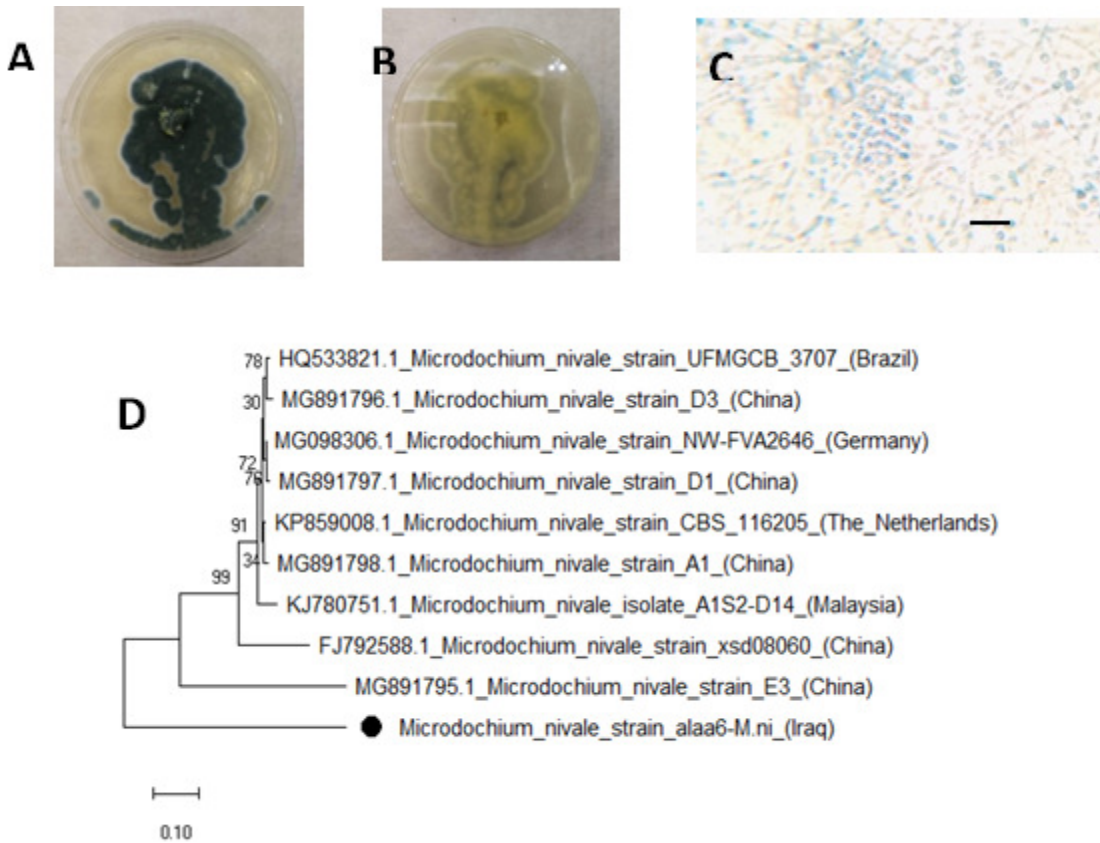 A
B
C
D
HQ533821.1_Microdochium_nivale_strain_UFMGCB_3707_(Brazil)
MG891796.1_Microdochium_nivale_strain_D3_(China)
MG098306.1_Microdochium_nivale_strain_NW-FVA2646_(Germany)
MG891797.1_Microdochium_nivale_strain_D1_(China)
KP859008.1_Microdochium_nivale_strain_CBS_116205_(The_Netherlands)
MG891798.1_Microdochium_nivale_strain_A1_(China)
KJ780751.1_Microdochium_nivale_isolate_A1S2-D14_(Malaysia)
FJ792588.1_Microdochium_nivale_strain_xsd08060_(China)
MG891795.1_Microdochium_nivale_strain_E3_(China)
Microdochium_nivale_strain_alaa6-M.ni_(Iraq)
78
30
72
76
91
34
99
0.10